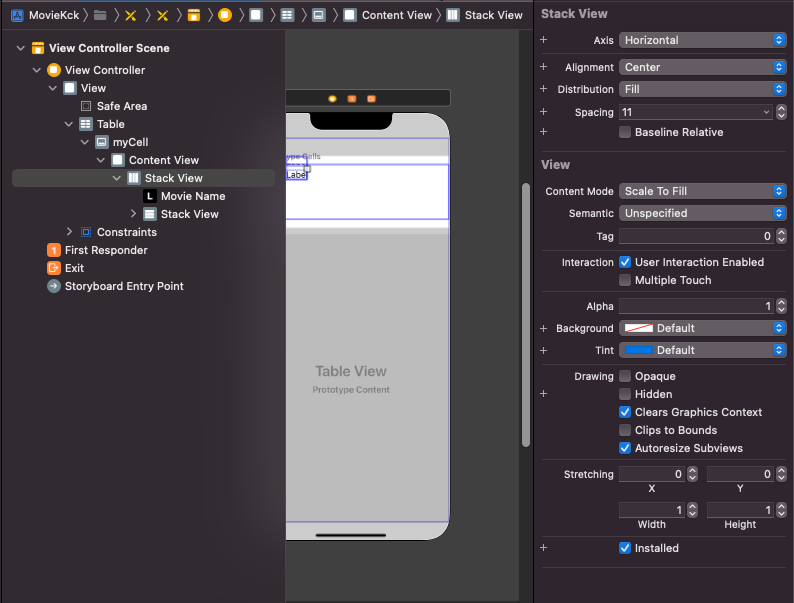 MovieKck
Content View
Stack View
View Controller Scene
View Controller
View
Safe Area
Table
myCell
Content View
Stack View
L Movie Name
Stack View
Constraints
1 First Responder
Exit
Storyboard Entry Point
ype Cells
Label
Table View
Prototype Content
Stack View
+ Axis Horizontal
+ Alignment Center
+ Distribution Fill
+ Spacing 11
+ Baseline Relative
View
Content Mode Scale To Fill
Semantic Unspecified
Tag 0
Interaction User Interaction Enabled
Multiple Touch
Alpha 1
+ Background Default
+ Tint Default
Drawing Opaque
+ Hidden
Clears Graphics Context
Clips to Bounds
Autoresize Subviews
Stretching 0 0
X Y
1 1
Width Height
+ Installed